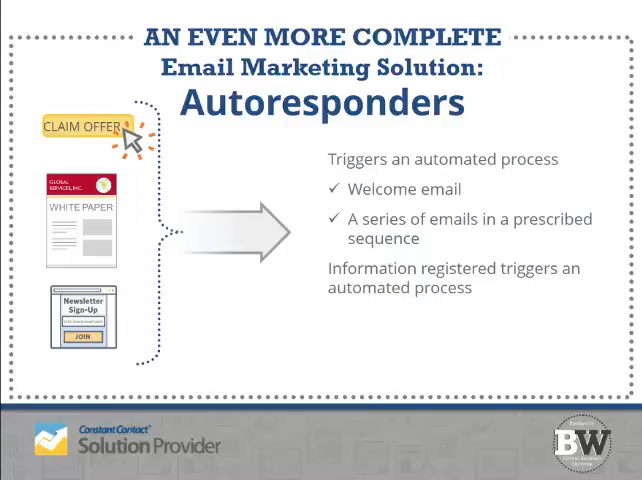 AN EVEN MORE COMPLETE
Email Marketing Solution:
Autoresponders
CLAIM OFFER
GLOBAL
SERVICES, INC.
WHITE PAPER
Newsletter
Sign-Up
JOIN
Triggers an automated process
✓ Welcome email
✓ A series of emails in a prescribed
sequence
Information registered triggers an
automated process
Constant Contact
Solution Provider
BW